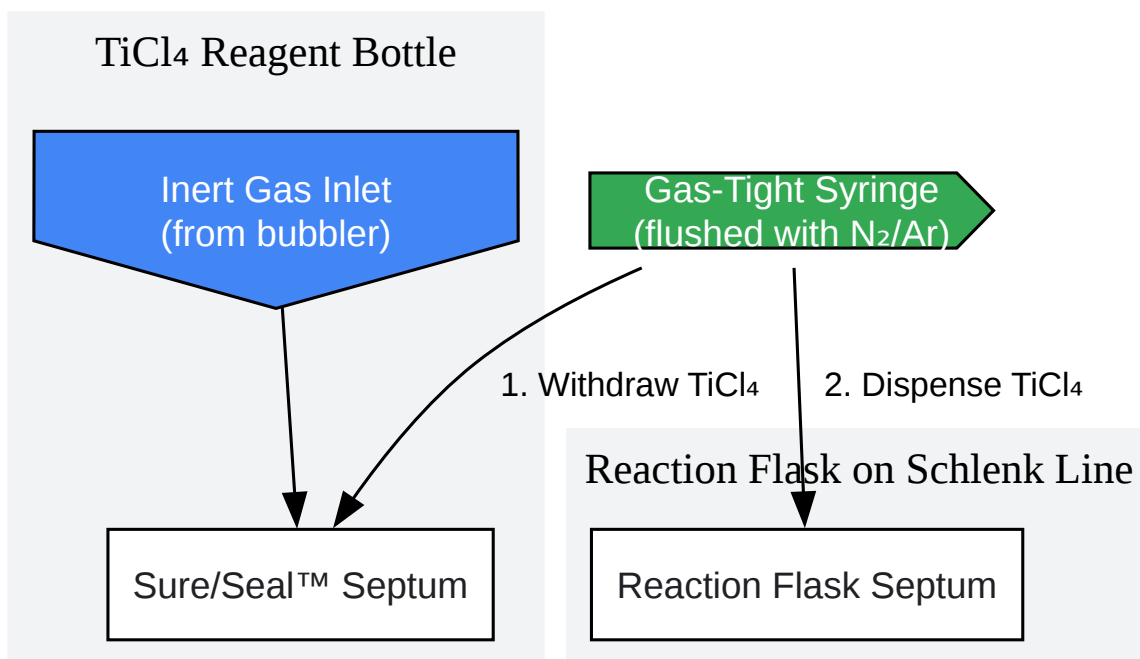 TiCl₄ Reagent Bottle
Inert Gas Inlet
(from bubbler)
Gas-Tight Syringe
(flushed with N₂/Ar)
1. Withdraw TiCl₄
2. Dispense TiCl₄
Reaction Flask on Schlenk Line
Sure/Seal™ Septum
Reaction Flask Septum